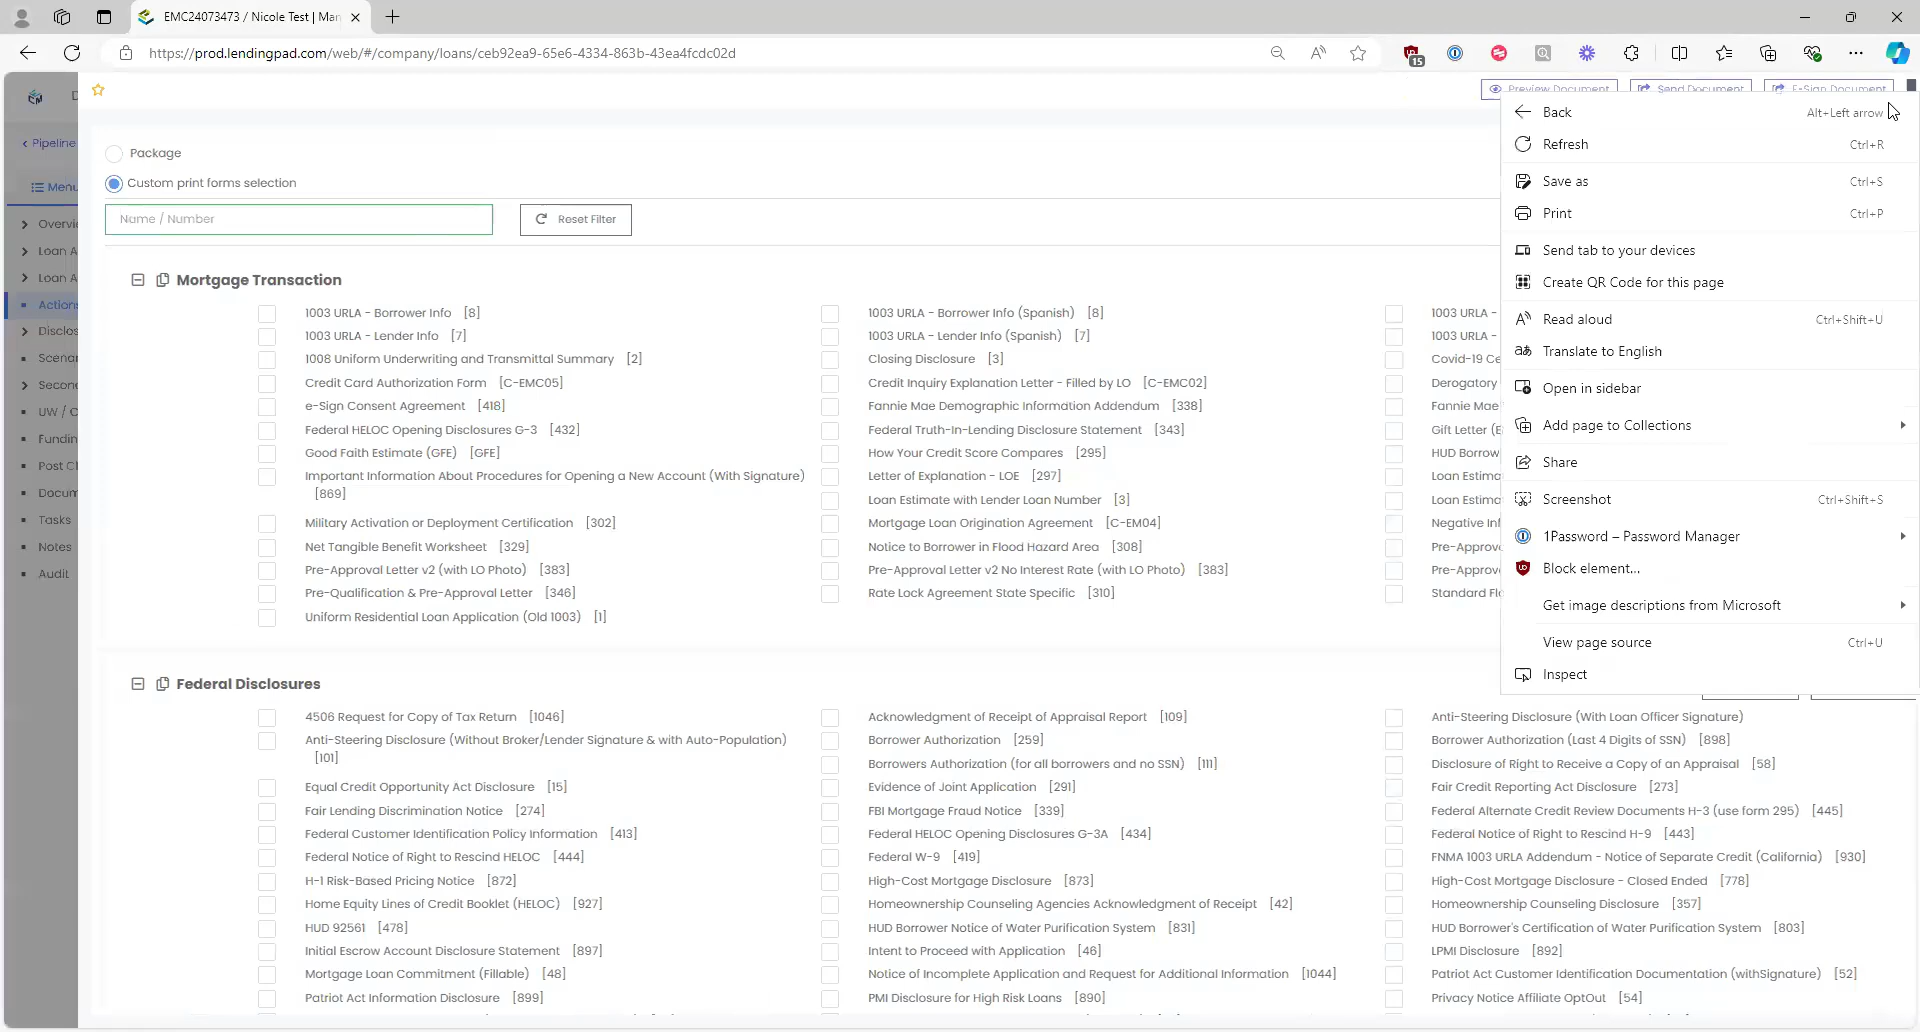 EMC24073473 / Nicole Test | Man
https://prod.lendingpad.com/web/#/company/loans/ceb92ea9-65e6-4334-863b-43ea4fcdc02d
15
Preview Document
Send Document
E-Sign Document
Pipeline
Menu
Overvi
Loan A
Loan A
Actions
Disclos
Scenar
Second
UW / C
Fundin
Post Cl
Docum
Tasks
Notes
Audit
Package
Custom print forms selection
Name / Number
Reset Filter
Mortgage Transaction
1003 URLA - Borrower Info [8]
1003 URLA - Borrower Info (Spanish) [8]
1003 URLA -
1003 URLA - Lender Info [7]
1003 URLA - Lender Info (Spanish) [7]
1003 URLA -
1008 Uniform Underwriting and Transmittal Summary [2]
Closing Disclosure [3]
Covid-19 Ce
Credit Card Authorization Form [C-EMC05]
Credit Inquiry Explanation Letter - Filled by LO [C-EMC02]
Derogatory
e-Sign Consent Agreement [418]
Fannie Mae Demographic Information Addendum [338]
Fannie Mae
Federal HELOC Opening Disclosures G-3 [432]
Federal Truth-In-Lending Disclosure Statement [343]
Gift Letter (E
Good Faith Estimate (GFE) [GFE]
How Your Credit Score Compares [295]
HUD Borrow
Important Information About Procedures for Opening a New Account (With Signature)
[869]
Letter of Explanation - LOE [297]
Loan Estima
Loan Estimate with Lender Loan Number [3]
Loan Estima
Military Activation or Deployment Certification [302]
Mortgage Loan Origination Agreement [C-EM04]
Negative Inf
Net Tangible Benefit Worksheet [329]
Notice to Borrower in Flood Hazard Area [308]
Pre-Approva
Pre-Approval Letter v2 (with LO Photo) [383]
Pre-Approval Letter v2 No Interest Rate (with LO Photo) [383]
Pre-Approva
Pre-Qualification & Pre-Approval Letter [346]
Rate Lock Agreement State Specific [310]
Standard Flo
Uniform Residential Loan Application (Old 1003) [1]
Federal Disclosures
4506 Request for Copy of Tax Return [1046]
Acknowledgment of Receipt of Appraisal Report [109]
Anti-Steering Disclosure (With Loan Officer Signature)
Anti-Steering Disclosure (Without Broker/Lender Signature & with Auto-Population)
[101]
Borrower Authorization [259]
Borrower Authorization (Last 4 Digits of SSN) [898]
Borrowers Authorization (for all borrowers and no SSN) [111]
Disclosure of Right to Receive a Copy of an Appraisal [58]
Equal Credit Opportunity Act Disclosure [15]
Evidence of Joint Application [291]
Fair Credit Reporting Act Disclosure [273]
Fair Lending Discrimination Notice [274]
FBI Mortgage Fraud Notice [339]
Federal Alternate Credit Review Documents H-3 (use form 295) [445]
Federal Customer Identification Policy Information [413]
Federal HELOC Opening Disclosures G-3A [434]
Federal Notice of Right to Rescind H-9 [443]
Federal Notice of Right to Rescind HELOC [444]
Federal W-9 [419]
FNMA 1003 URLA Addendum - Notice of Separate Credit (California) [930]
H-1 Risk-Based Pricing Notice [872]
High-Cost Mortgage Disclosure [873]
High-Cost Mortgage Disclosure - Closed Ended [778]
Home Equity Lines of Credit Booklet (HELOC) [927]
Homeownership Counseling Agencies Acknowledgment of Receipt [42]
Homeownership Counseling Disclosure [357]
HUD 92561 [478]
HUD Borrower Notice of Water Purification System [831]
HUD Borrower's Certification of Water Purification System [803]
Initial Escrow Account Disclosure Statement [897]
Intent to Proceed with Application [46]
LPMI Disclosure [892]
Mortgage Loan Commitment (Fillable) [48]
Notice of Incomplete Application and Request for Additional Information [1044]
Patriot Act Customer Identification Documentation (withSignature) [52]
Patriot Act Information Disclosure [899]
PMI Disclosure for High Risk Loans [890]
Privacy Notice Affiliate OptOut [54]
Back Alt+Left arrow
Refresh Ctrl+R
Save as Ctrl+S
Print Ctrl+P
Send tab to your devices
Create QR Code for this page
Read aloud Ctrl+Shift+U
Translate to English
Open in sidebar
Add page to Collections
Share
Screenshot Ctrl+Shift+S
1Password – Password Manager
Block element...
Get image descriptions from Microsoft
View page source Ctrl+U
Inspect